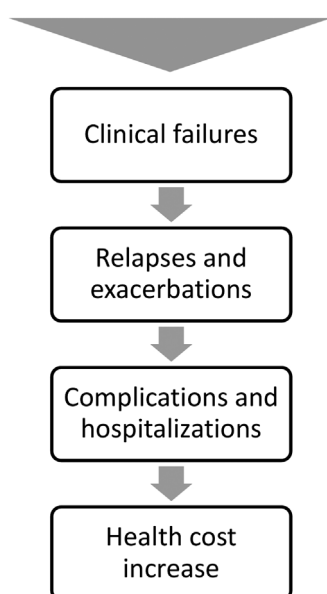 Clinical failures
Relapses and
exacerbations
Complications and
hospitalizations
Health cost
increase